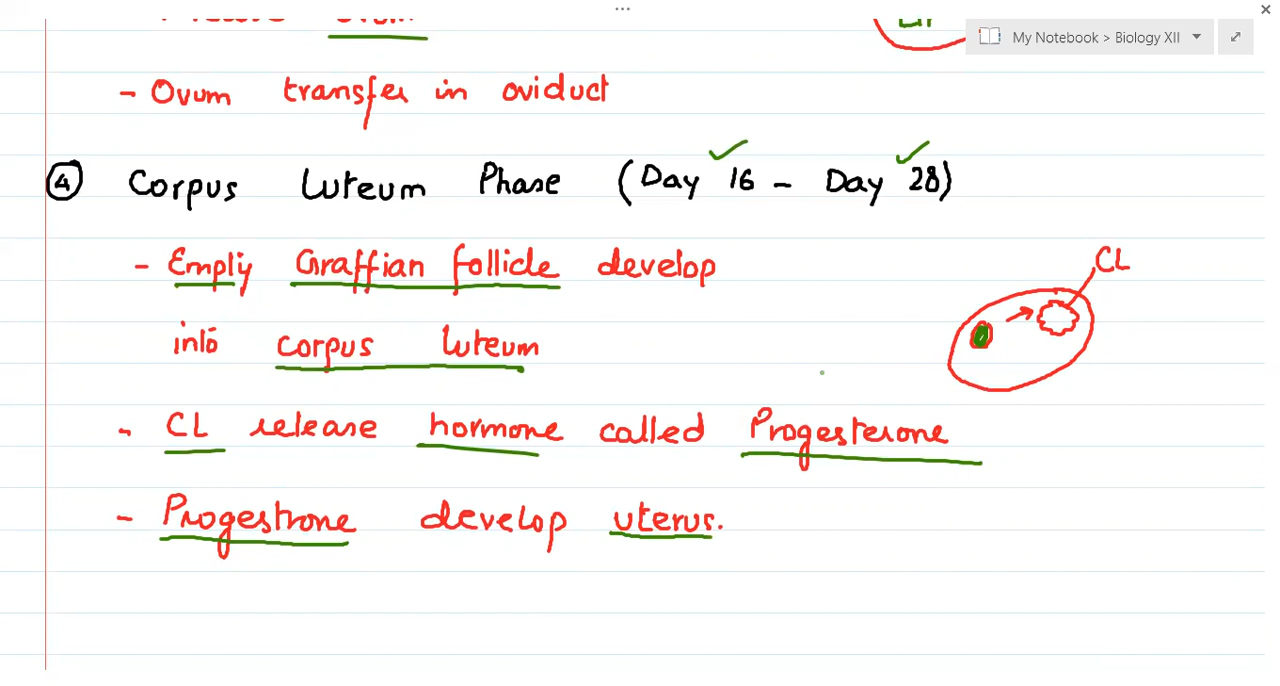 ...
My Notebook > Biology XII
- Ovum transfer in oviduct
④ Corpus Luteum Phase (Day 16 - Day 28)
- Empliy Graffian follicle develop
into corpus luteum
CL
- CL release hormone called Progesterone
- Progestrone develop uterus.